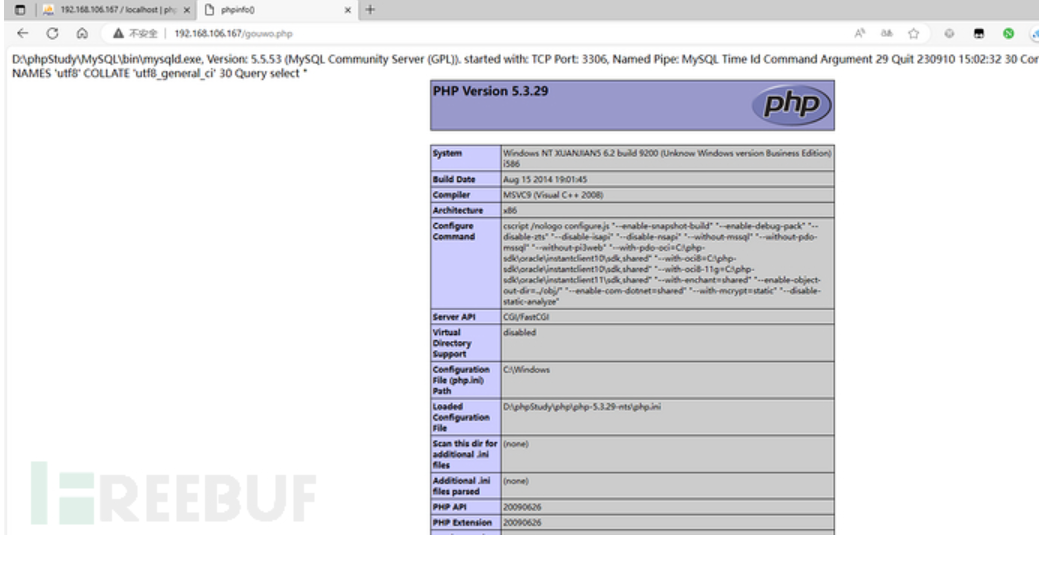 192.168.106.167 / localhost | php
phpinfo()
不安全 | 192.168.106.167/gouwo.php
D:\phpStudy\MySQL\bin\mysqld.exe, Version: 5.5.53 (MySQL Community Server (GPL)). started with: TCP Port: 3306, Named Pipe: MySQL Time Id Command Argument 29 Quit 230910 15:02:32 30 Con
NAMES 'utf8' COLLATE 'utf8_general_ci' 30 Query select "
PHP Version 5.3.29
php
System
Windows NT XUANJIAN5 6.2 build 9200 (Unknow Windows version Business Edition)
i586
Build Date
Aug 15 2014 19:01:45
Compiler
MSVC9 (Visual C++ 2008)
Architecture
x86
Configure
Command
cscript /nologo configure.js "--enable-snapshot-build" "--enable-debug-pack" "--
disable-zts" "--disable-isapi" "--disable-nsapi" "--without-mssql" "--without-pdo-
mssql" "--without-pi3web" "--with-pdo-oci=C:\php-
sdk\oracle\instantclient10\sdk,shared" "--with-oci8=C:\php-
sdk\oracle\instantclient10\sdk,shared" "--with-oci8-11g=C:\php-
sdk\oracle\instantclient11\sdk,shared" "--with-enchant=shared" "--enable-object-
out-dir=../obj/" "--enable-com-dotnet=shared" "--with-mcrypt=static" "--disable-
static-analyze"
Server API
CGI/FastCGI
Virtual
Directory
Support
disabled
Configuration
File (php.ini)
Path
C:\Windows
Loaded
Configuration
File
D:\phpStudy\php\php-5.3.29-nts\php.ini
Scan this dir for
additional .ini
files
(none)
Additional .ini
files parsed
(none)
PHP API
20090626
PHP Extension
20090626
FREEBUF